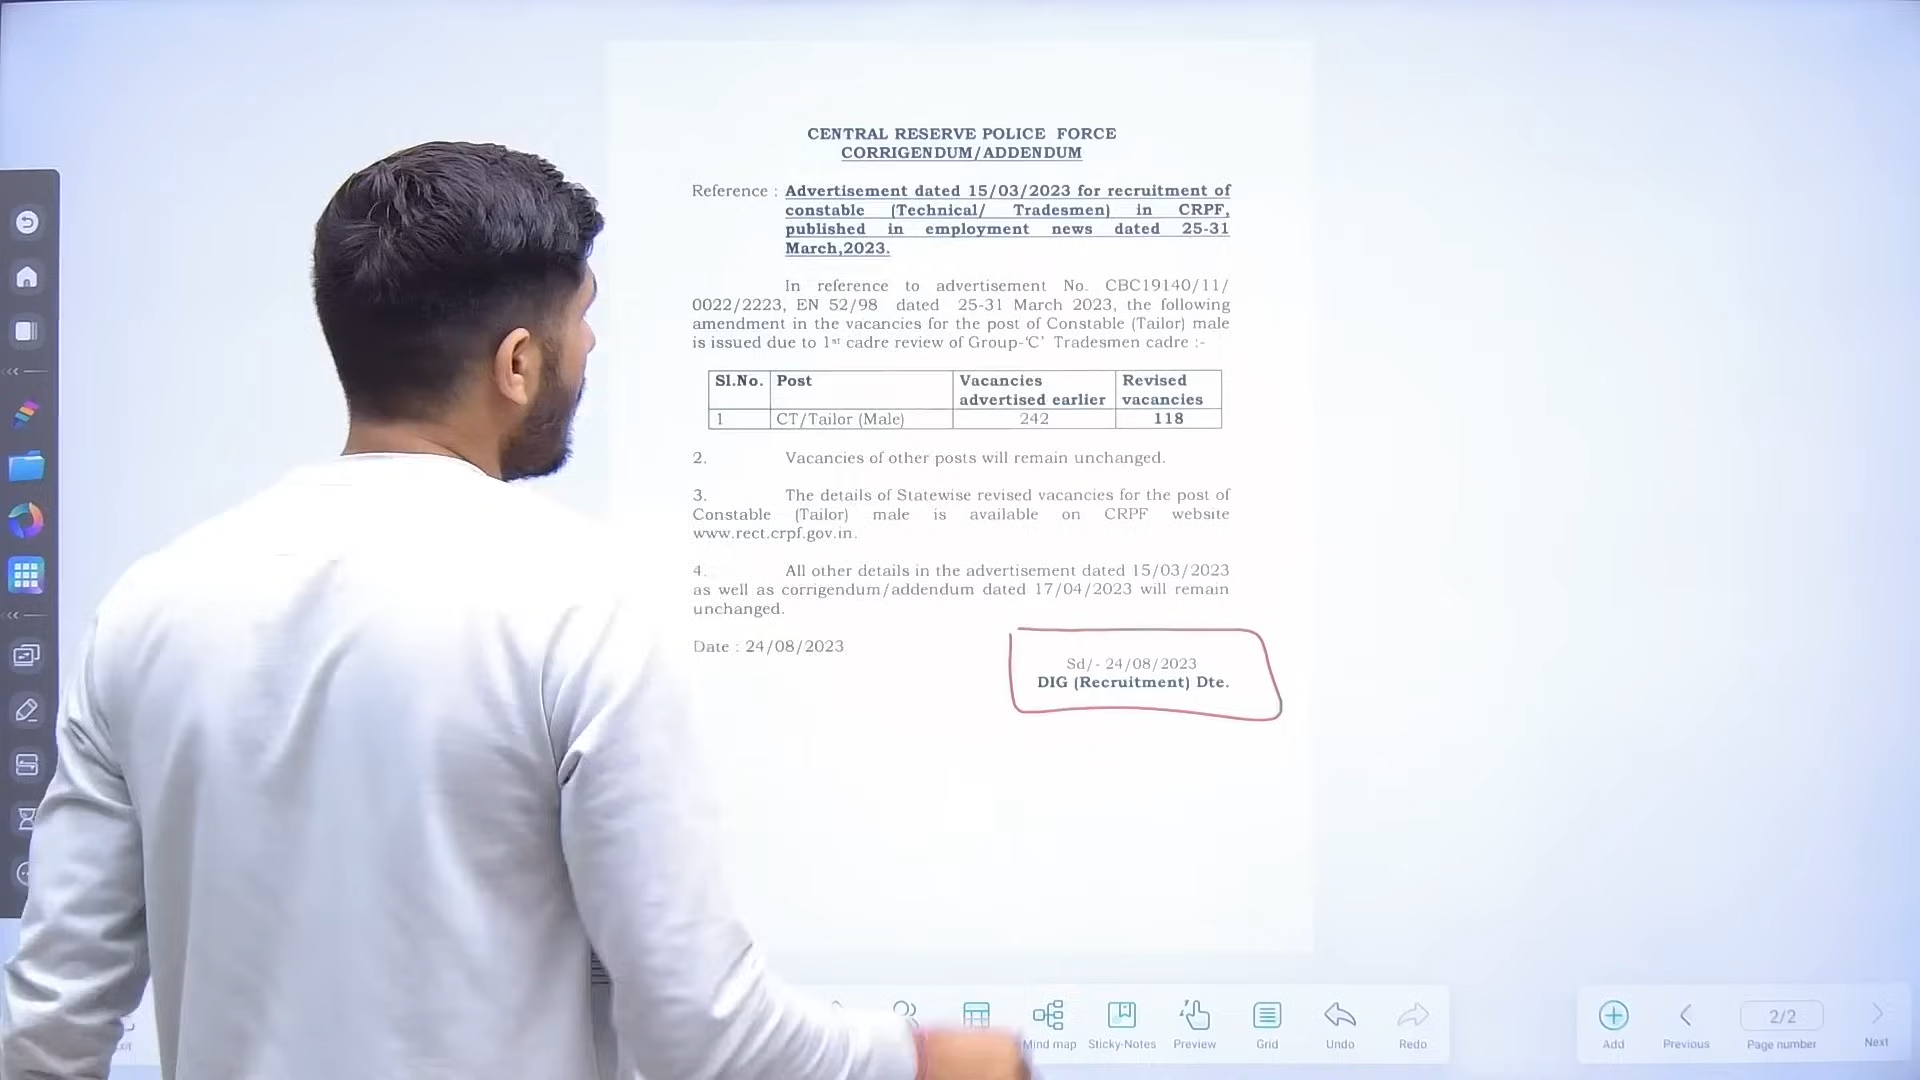 CENTRAL RESERVE POLICE FORCE
CORRIGENDUM/ADDENDUM
Reference : Advertisement dated 15/03/2023 for recruitment of
constable (Technical/ Tradesmen) in CRPF,
published in employment news dated 25-31
March,2023.
In reference to advertisement No. CBC19140/11/
0022/2223, EN 52/98 dated 25-31 March 2023, the following
amendment in the vacancies for the post of Constable (Tailor) male
is issued due to 1st cadre review of Group-'C' Tradesmen cadre :-
Sl.No. Post Vacancies advertised earlier Revised vacancies
1 CT/Tailor (Male) 242 118
2. Vacancies of other posts will remain unchanged.
3. The details of Statewise revised vacancies for the post of
Constable (Tailor) male is available on CRPF website
www.rect.crpf.gov.in.
4. All other details in the advertisement dated 15/03/2023
as well as corrigendum/addendum dated 17/04/2023 will remain
unchanged.
Date : 24/08/2023
Sd/- 24/08/2023
DIG (Recruitment) Dte.
Mind map Sticky-Notes Preview Grid Undo Redo
Add Previous 2/2 Page number Next